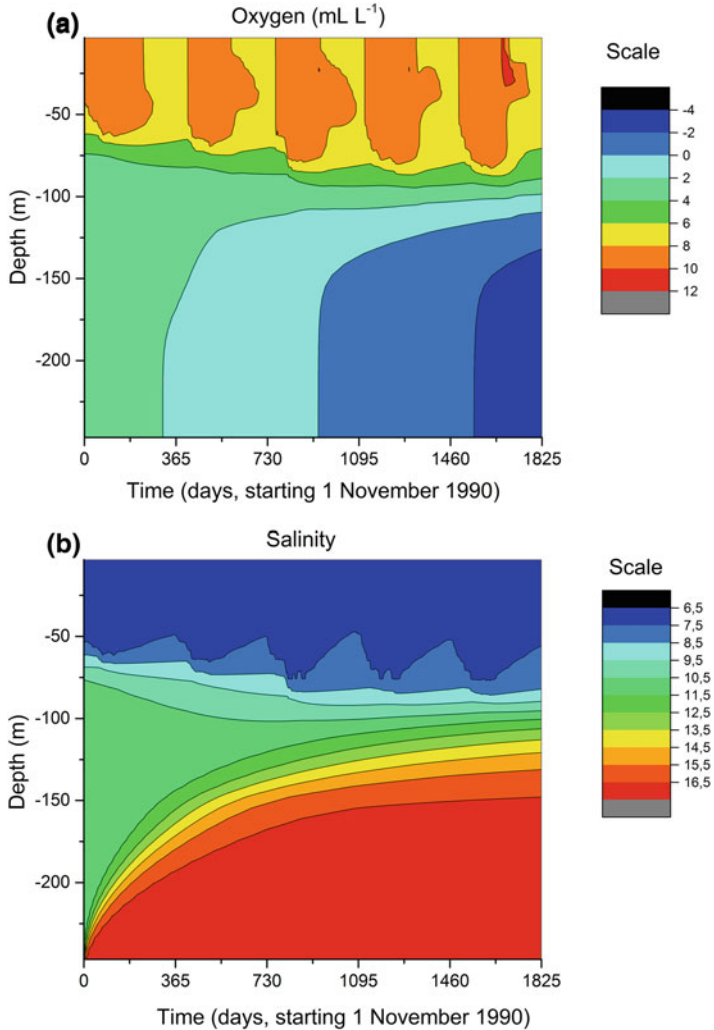 (a)
Oxygen (mL L⁻¹)
Scale
-4
-2
0
2
4
6
8
10
12
-50
-100
-150
-200
Depth (m)
0 365 730 1095 1460 1825
Time (days, starting 1 November 1990)
(b)
Salinity
Scale
6,5
7,5
8,5
9,5
10,5
11,5
12,5
13,5
14,5
15,5
16,5
-50
-100
-150
-200
Depth (m)
0 365 730 1095 1460 1825
Time (days, starting 1 November 1990)